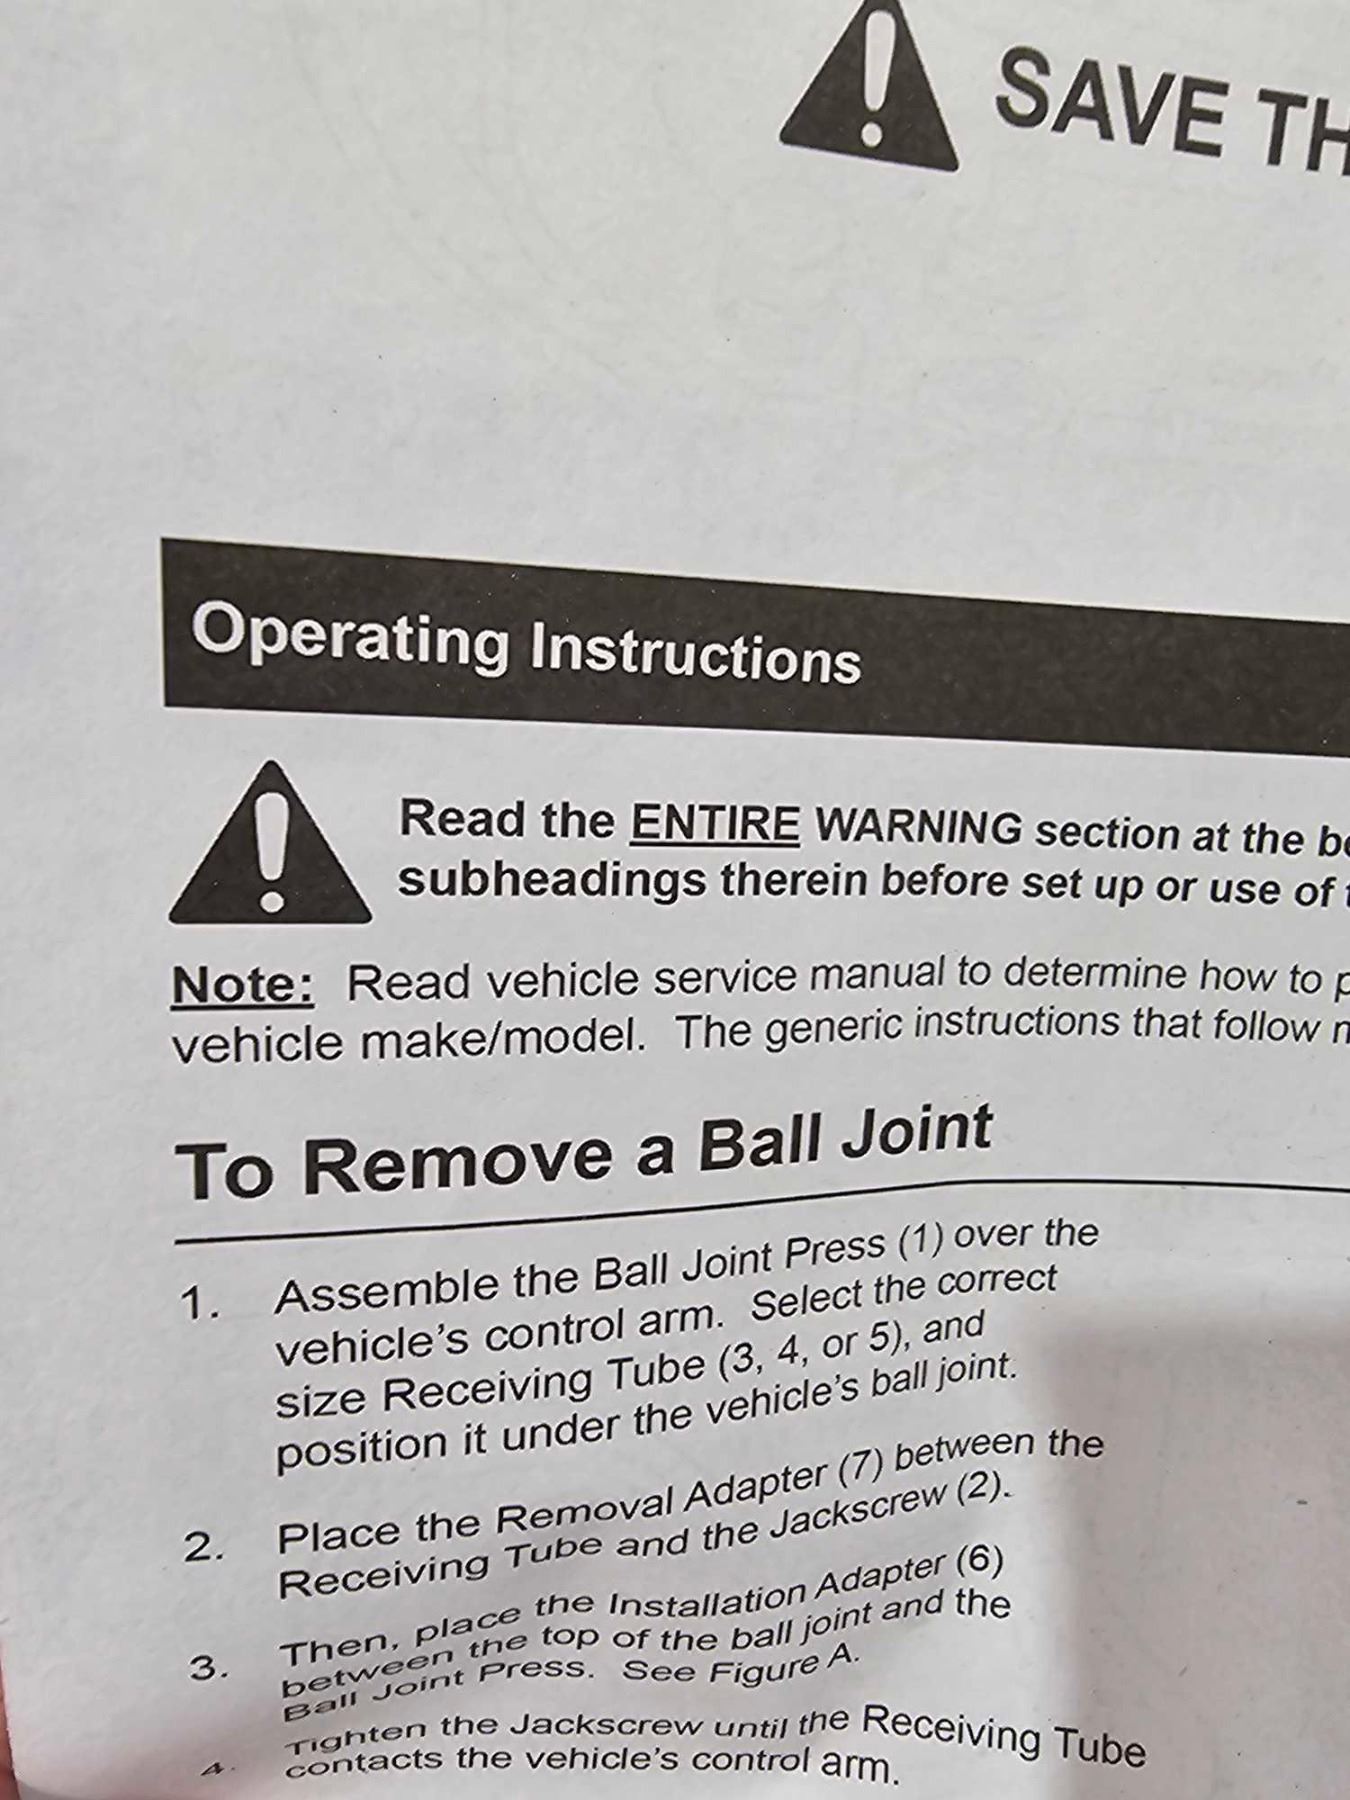 SAVE TH
Operating Instructions
Read the ENTIRE WARNING section at the be
subheadings therein before set up or use of t
Note: Read vehicle service manual to determine how to p
vehicle make/model. The generic instructions that follow
To Remove a Ball Joint
1. Assemble the Ball Joint Press (1) over the
vehicle's control arm. Select the correct
size Receiving Tube (3, 4, or 5), and
position it under the vehicle's ball joint.
2. Place the Removal Adapter (7) between the
Receiving Tube and the Jackscrew (2).
3. Then, place the Installation Adapter (6)
between the top of the ball joint and the
Ball Joint Press. See Figure A.
4. Tighten the Jackscrew until the Receiving Tube
contacts the vehicle's control arm.